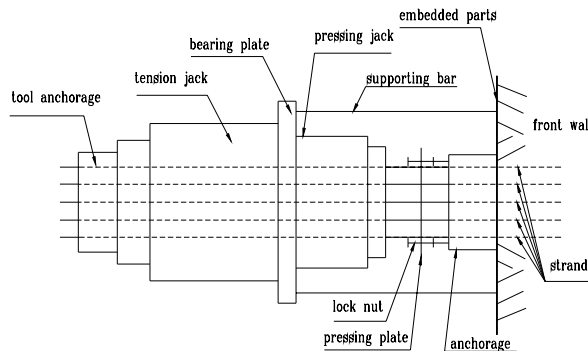 embedded parts
pressing jack
bearing plate
tension jack
supporting bar
tool anchorage
front wall
strand
lock nut
pressing plate
anchorage